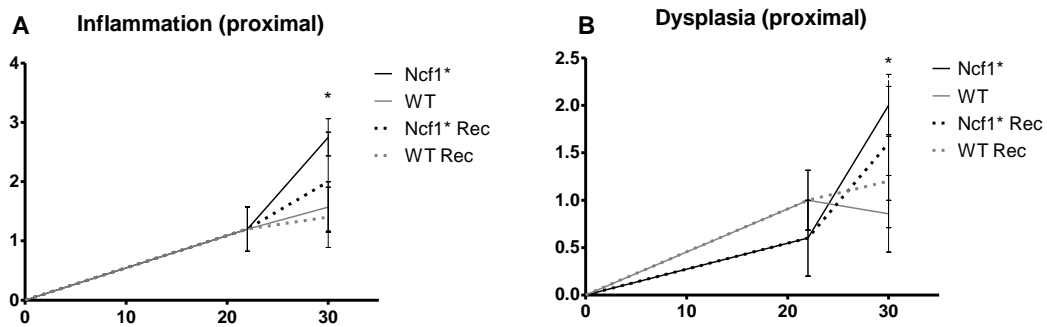 A
Inflammation (proximal)
4
3
2
1
0
0
10
20
30
*
Ncf1*
WT
Ncf1* Rec
WT Rec
B
Dysplasia (proximal)
2.5
2.0
1.5
1.0
0.5
0.0
0
10
20
30
*
Ncf1*
WT
Ncf1* Rec
WT Rec